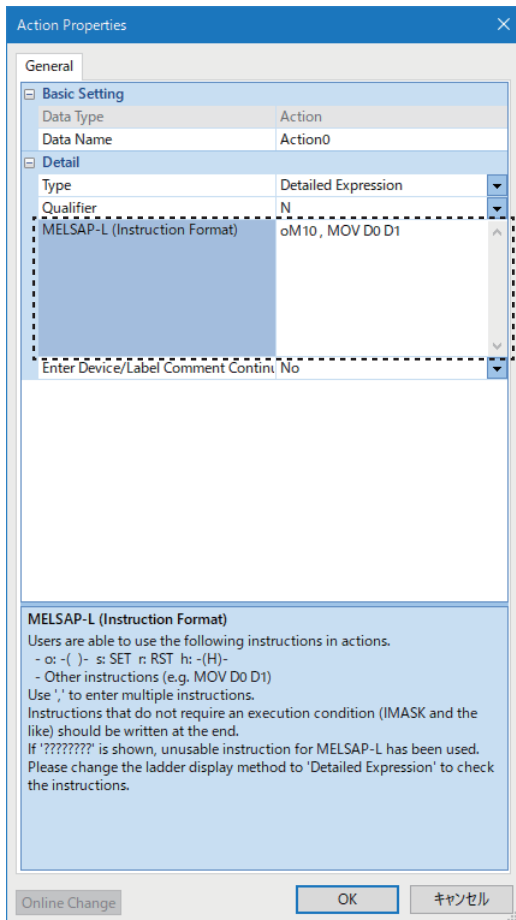 Action Properties
General
Basic Setting
Data Type Action
Data Name Action0
Detail
Type Detailed Expression
Qualifier N
MELSAP-L (Instruction Format) oM10 , MOV D0 D1
Enter Device/Label Comment Continu No
MELSAP-L (Instruction Format)
Users are able to use the following instructions in actions.
- o: -( )- s: SET r: RST h: -(H)-
- Other instructions (e.g. MOV D0 D1)
Use ',' to enter multiple instructions.
Instructions that do not require an execution condition (IMASK and the
like) should be written at the end.
If '????????' is shown, unusable instruction for MELSAP-L has been used.
Please change the ladder display method to 'Detailed Expression' to check
the instructions.
Online Change OK キャンセル